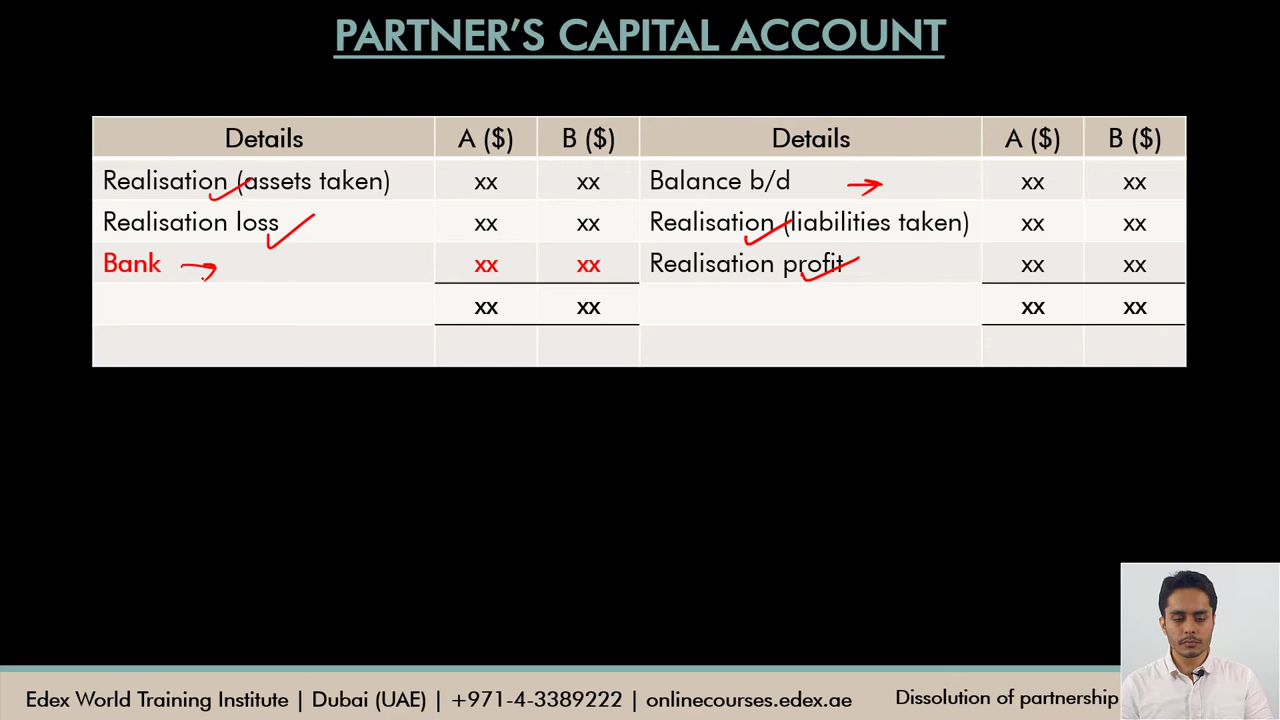 PARTNER'S CAPITAL ACCOUNT
Details A ($) B ($) Details A ($) B ($)
Realisation (assets taken) xx xx Balance b/d xx xx
Realisation loss xx xx Realisation (liabilities taken) xx xx
Bank xx xx Realisation profit xx xx
xx xx xx xx
Edex World Training Institute | Dubai (UAE) | +971-4-3389222 | onlinecourses.edex.ae Dissolution of partnership